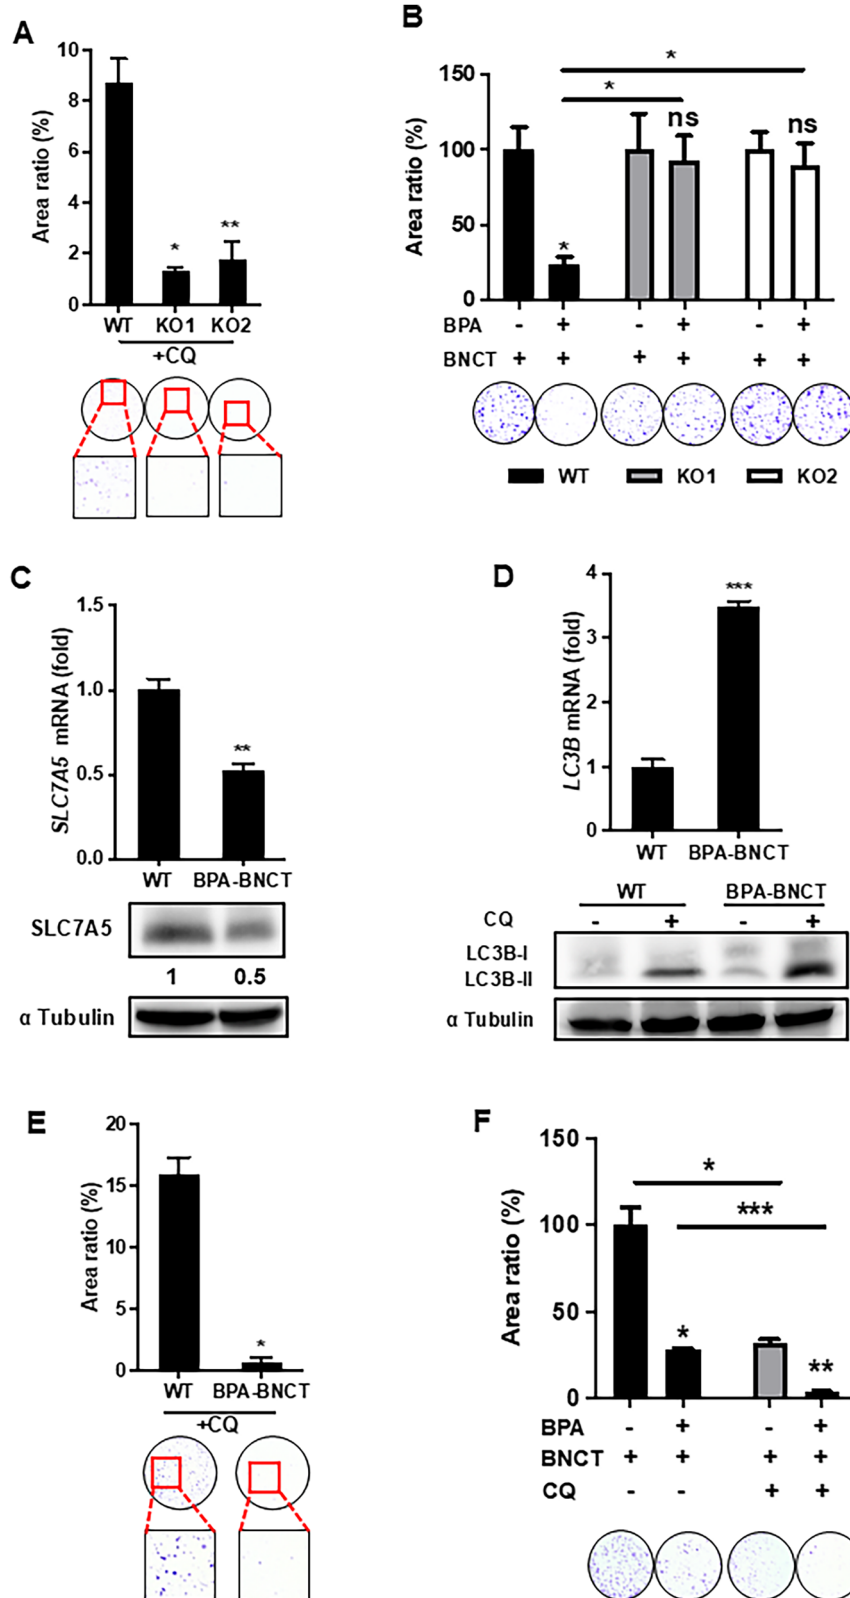 A
10
8
6
4
2
0
Area ratio (%)
*
**
WT KO1 KO2
+CQ
B
150
100
50
0
Area ratio (%)
*
*
*
ns
ns
BPA - + - + - +
BNCT + + + + + +
WT KO1 KO2
C
1.5
1.0
0.5
0.0
SLC7A5 mRNA (fold)
**
WT BPA-BNCT
SLC7A5
1 0.5
α Tubulin
D
4
3
2
1
0
LC3B mRNA (fold)
***
WT BPA-BNCT
WT BPA-BNCT
CQ - + - +
LC3B-I
LC3B-II
α Tubulin
E
20
15
10
5
0
Area ratio (%)
*
WT BPA-BNCT
+CQ
F
150
100
50
0
Area ratio (%)
*
***
*
**
BPA - + - +
BNCT + + + +
CQ - - + +